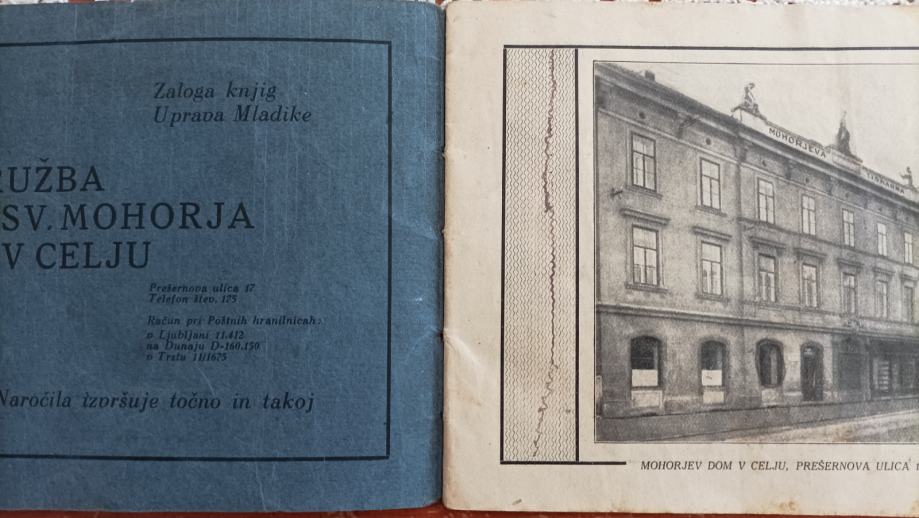 Zaloga knjig
Uprava Mladike
RUŽBA
SV. MOHORJA
V CELJU
Prešernova ulica 17
Telefon štev. 175
Račun pri Poštnih hranilnicah:
v Ljubljani 11.412
na Dunaju D-160.150
v Trstu 11/1675
Naročila izvršuje točno in takoj
MOHORJEVA
TISKARNA
MOHORJEV DOM V CELJU, PREŠERNOVA ULICA 1